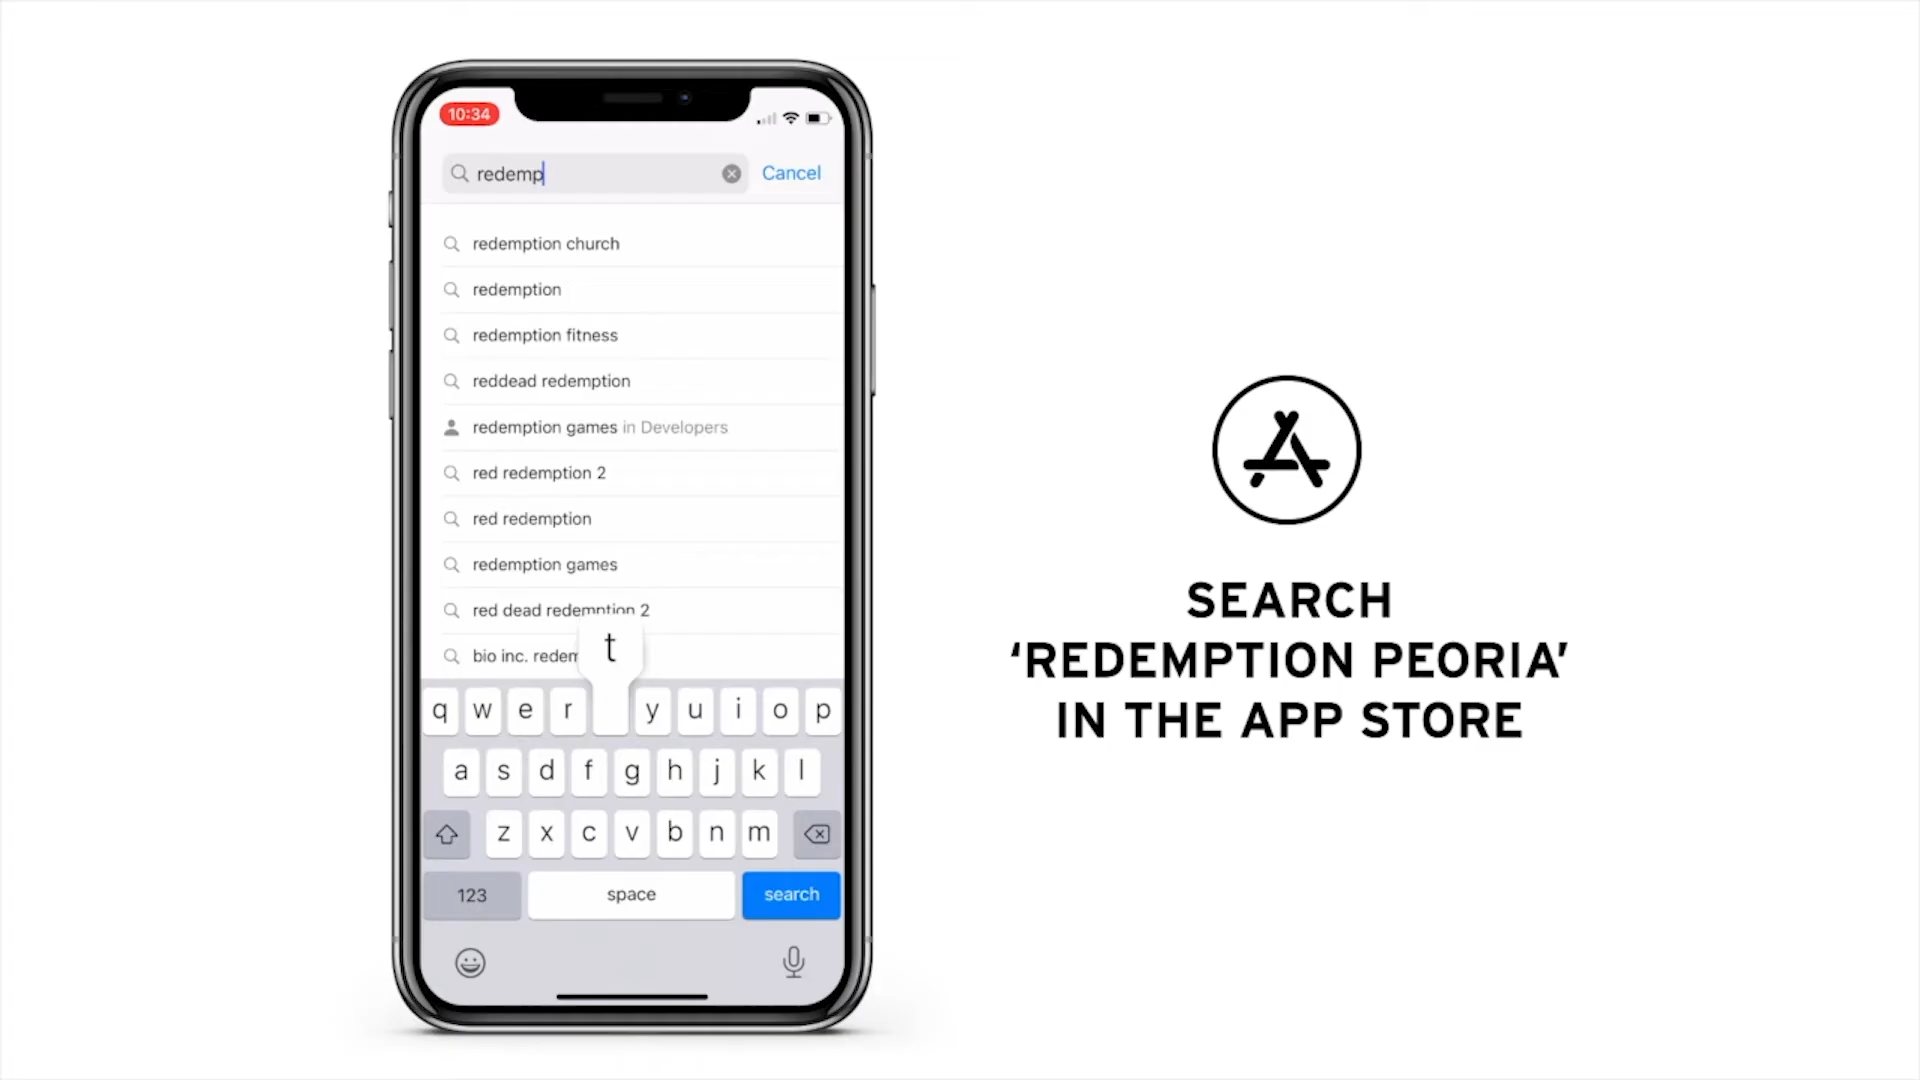 10:34
redemp
Cancel
redemption church
redemption
redemption fitness
reddead redemption
redemption games in Developers
red redemption 2
red redemption
redemption games
red dead redemption 2
bio inc. redem
t
q w e r y u i o p
a s d f g h j k l
z x c v b n m
123 space search
SEARCH
‘REDEMPTION PEORIA’
IN THE APP STORE